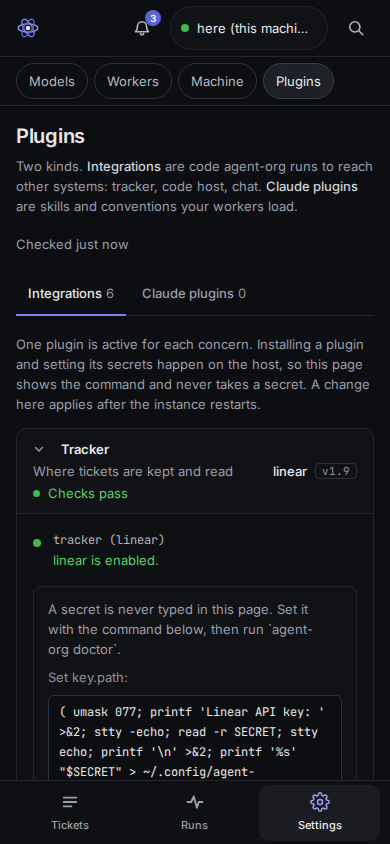 3
here (this machi...
Models
Workers
Machine
Plugins
Plugins
Two kinds. Integrations are code agent-org runs to reach
other systems: tracker, code host, chat. Claude plugins
are skills and conventions your workers load.
Checked just now
Integrations 6
Claude plugins 0
One plugin is active for each concern. Installing a plugin
and setting its secrets happen on the host, so this page
shows the command and never takes a secret. A change
here applies after the instance restarts.
Tracker
Where tickets are kept and read
linear v1.9
Checks pass
tracker (linear)
linear is enabled.
A secret is never typed in this page. Set it
with the command below, then run `agent-
org doctor`.
Set key.path:
( umask 077; printf 'Linear API key: '
>&2; stty -echo; read -r SECRET; stty
echo; printf '\n' >&2; printf '%s'
"$SECRET" > ~/.config/agent-
Tickets
Runs
Settings